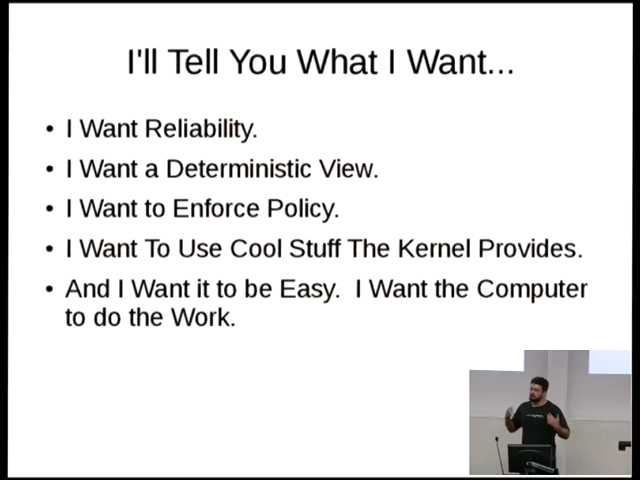 I'll Tell You What I Want...
• I Want Reliability.
• I Want a Deterministic View.
• I Want to Enforce Policy.
• I Want To Use Cool Stuff The Kernel Provides.
• And I Want it to be Easy.  I Want the Computer
to do the Work.